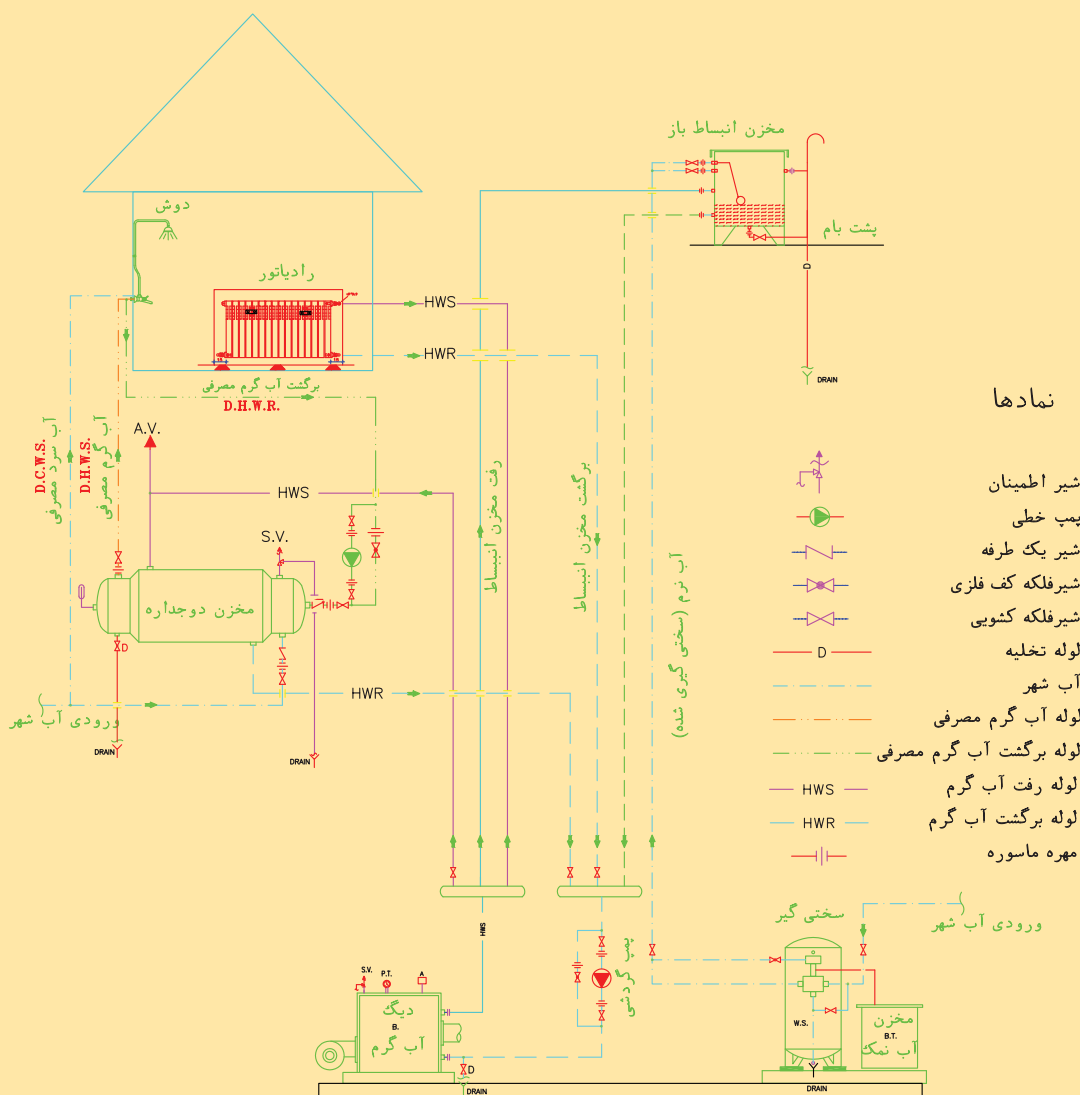 مخزن انبساط باز
دوش
پشت بام
رادیاتور
HWS
D
HWR
برگشت آب گرم مصرفی
DRAIN
D.H.W.R.
نمادها
A.V.
D.C.W.S.
آب سرد مصرفی
D.H.W.S.
آب گرم مصرفی
HWS
رفت مخزن انبساط
برگشت مخزن انبساط
آب نرم (سختی گیری شده)
شیر اطمینان
پمپ خطی
S.V.
شیر یک طرفه
شیرفلکه کف فلزی
مخزن دوجداره
شیرفلکه کشویی
D
لوله تخلیه
D
آب شهر
HWR
ورودی آب شهر
لوله آب گرم مصرفی
DRAIN
DRAIN
لوله برگشت آب گرم مصرفی
لوله رفت آب گرم
HWS
لوله برگشت آب گرم
HWR
مهره ماسوره
سختی گیر
ورودی آب شهر
HWS
پمپ گردشی
S.V.
P.T.
A
دیگ
B.
آب گرم
D
DRAIN
W.S.
مخزن
B.T.
آب نمک
DRAIN